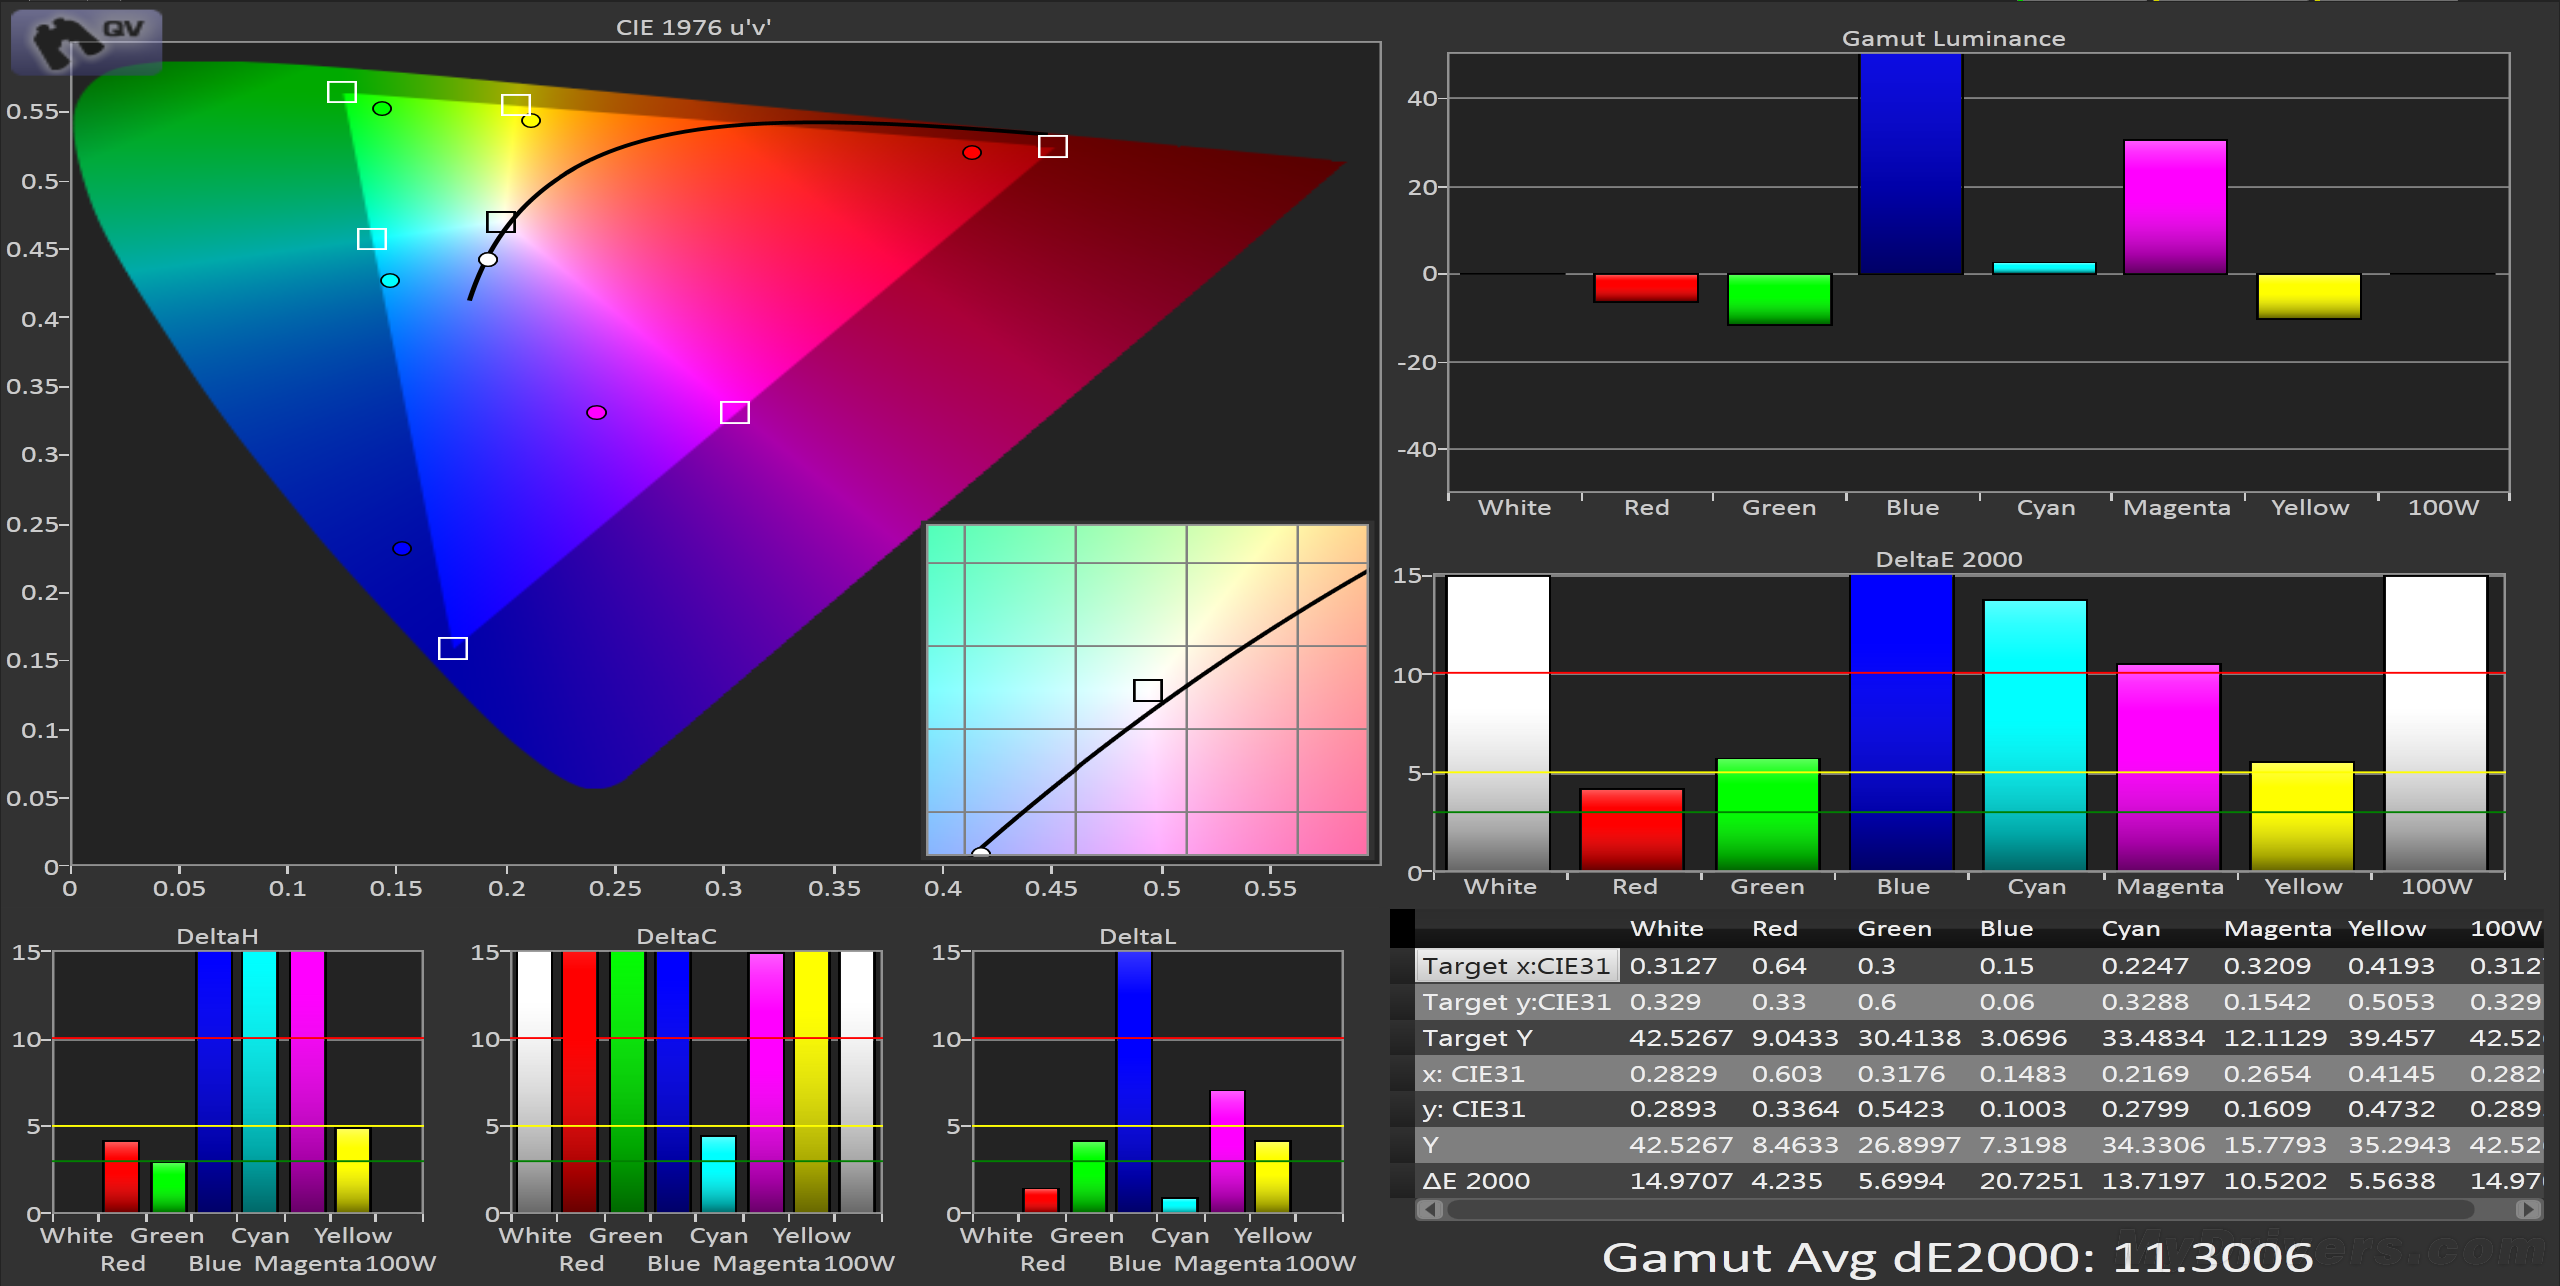 QV
CIE 1976 u'v'
0.55
0.5
0.45
0.4
0.35
0.3
0.25
0.2
0.15
0.1
0.05
0
0 0.05 0.1 0.15 0.2 0.25 0.3 0.35 0.4 0.45 0.5 0.55
Gamut Luminance
40
20
0
-20
-40
White Red Green Blue Cyan Magenta Yellow 100W
DeltaE 2000
15
10
5
0
White Red Green Blue Cyan Magenta Yellow 100W
DeltaH
15
10
5
0
White Green Cyan Yellow
Red Blue Magenta 100W
DeltaC
15
10
5
0
White Green Cyan Yellow
Red Blue Magenta 100W
DeltaL
15
10
5
0
White Green Cyan Yellow
Red Blue Magenta 100W
White Red Green Blue Cyan Magenta Yellow 100W
Target x:CIE31 0.3127 0.64 0.3 0.15 0.2247 0.3209 0.4193 0.312
Target y:CIE31 0.329 0.33 0.6 0.06 0.3288 0.1542 0.5053 0.329
Target Y 42.5267 9.0433 30.4138 3.0696 33.4834 12.1129 39.457 42.52
x: CIE31 0.2829 0.603 0.3176 0.1483 0.2169 0.2654 0.4145 0.282
y: CIE31 0.2893 0.3364 0.5423 0.1003 0.2799 0.1609 0.4732 0.289
Y 42.5267 8.4633 26.8997 7.3198 34.3306 15.7793 35.2943 42.52
ΔE 2000 14.9707 4.235 5.6994 20.7251 13.7197 10.5202 5.5638 14.97
Gamut Avg dE2000: 11.3006